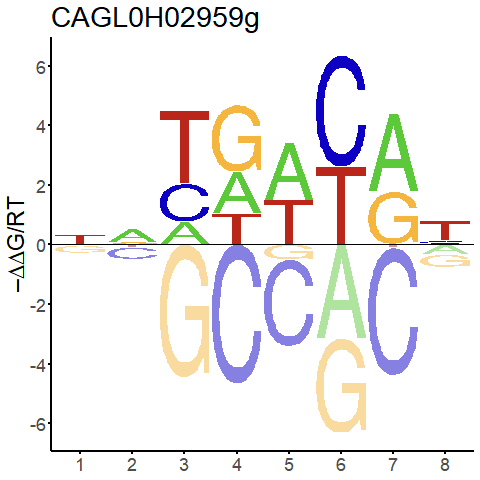 CAGL0H02959g
−ΔΔG/RT
6
4
2
0
-2
-4
-6
T G A C A T
C A T T G
A T
G C C A C G
G
1 2 3 4 5 6 7 8